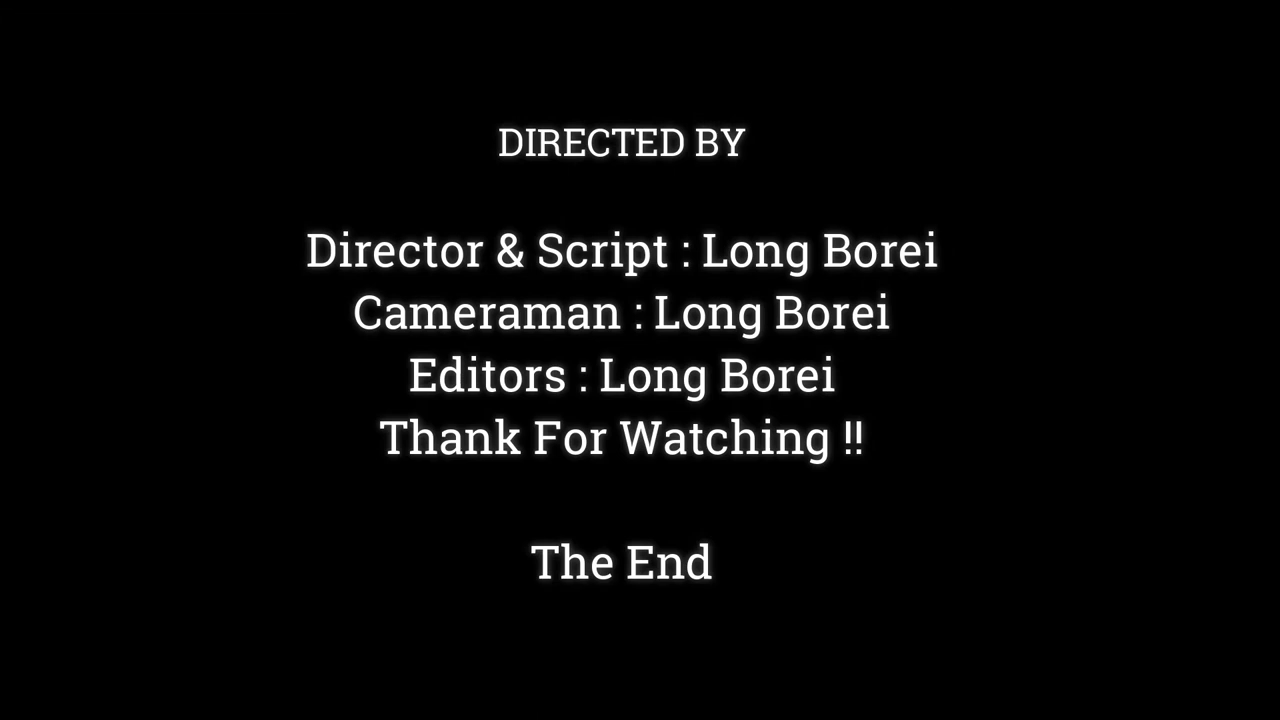 DIRECTED BY
Director & Script : Long Borei
Cameraman : Long Borei
Editors : Long Borei
Thank For Watching !!
The End